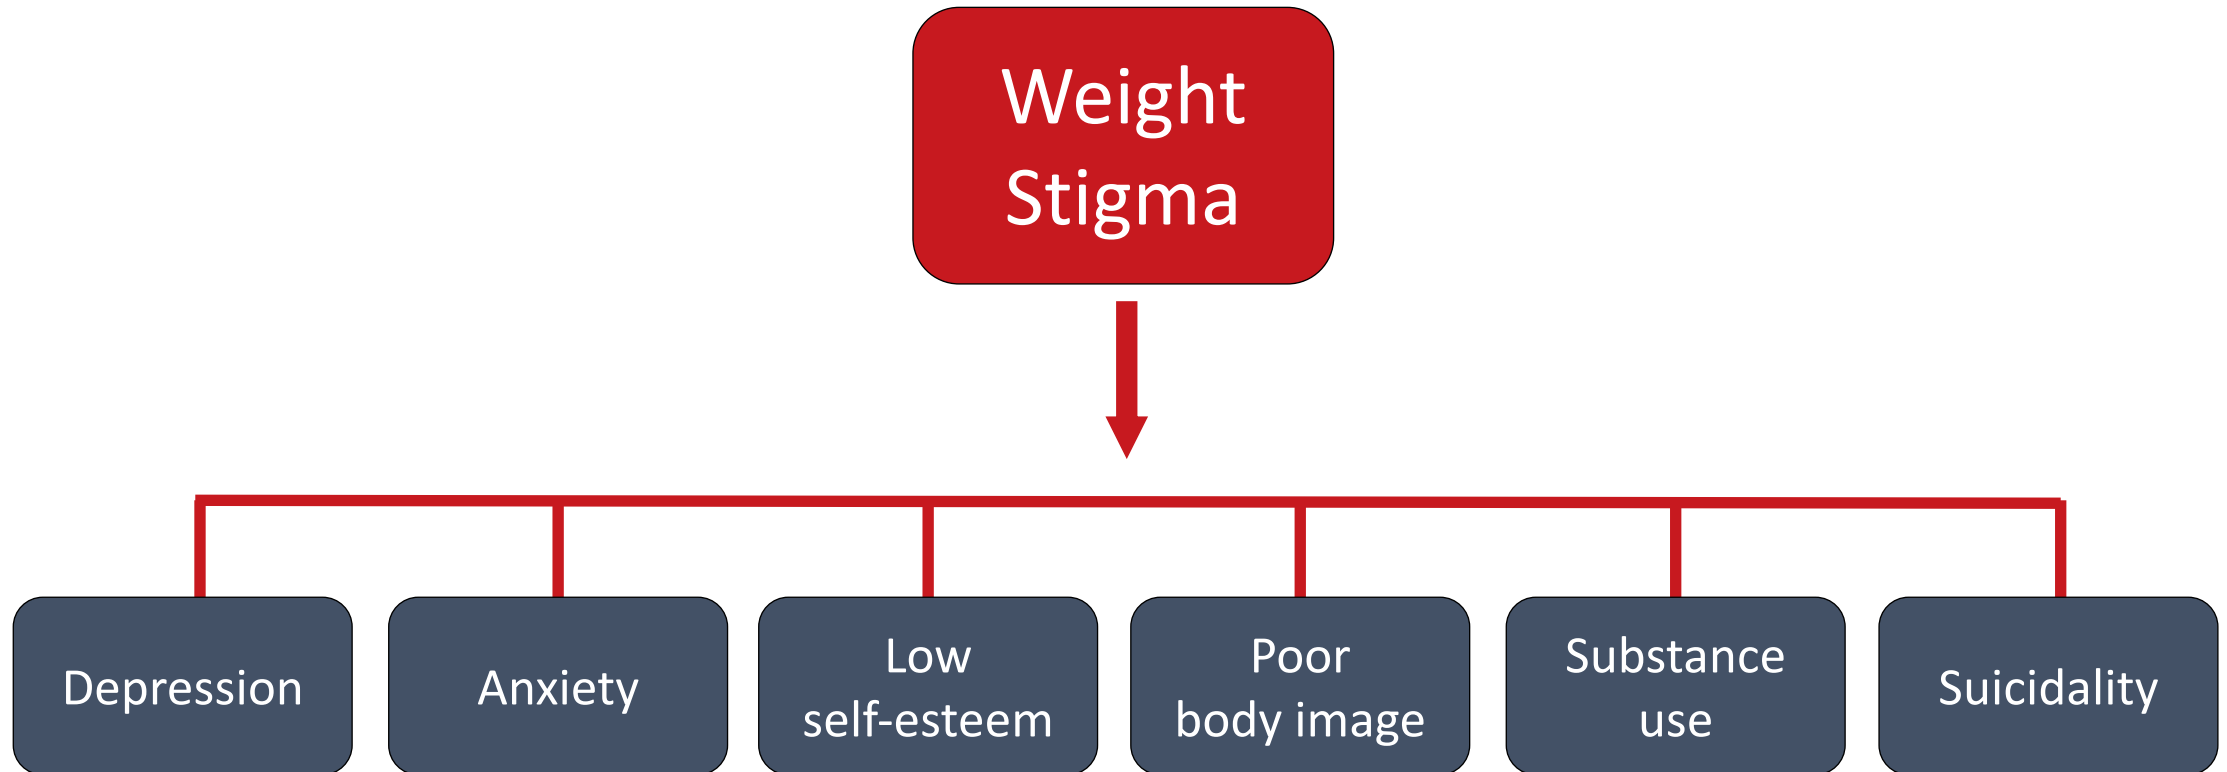 Weight
Stigma
Depression
Anxiety
Low
self-esteem
Poor
body image
Substance
use
Suicidality